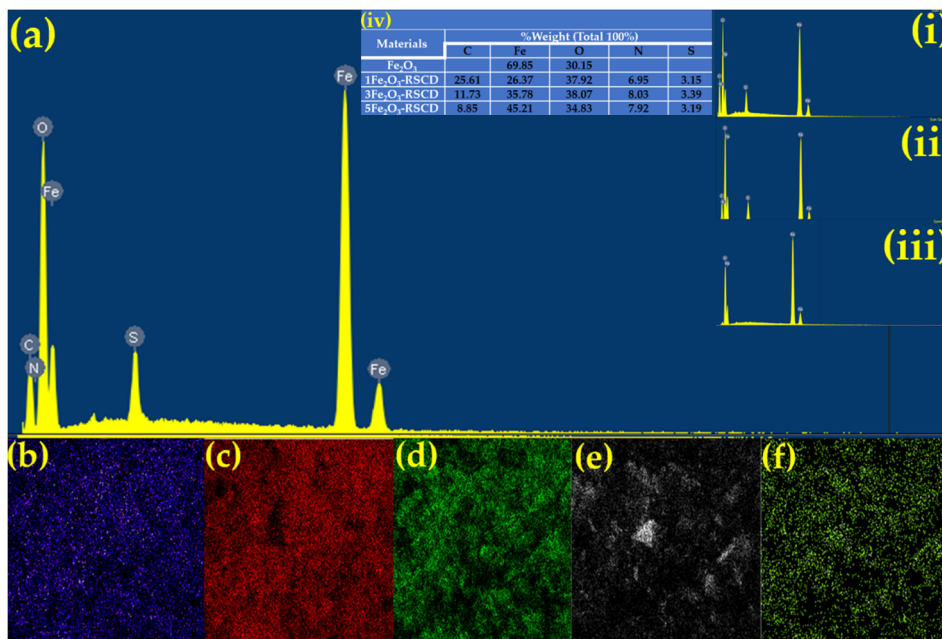 (a)
(iv)
Materials %Weight (Total 100%)
C Fe O N S
Fe₂O₃ 69.85 30.15
1Fe₂O₃-RSCD 25.61 26.37 37.92 6.95 3.15
3Fe₂O₃-RSCD 11.73 35.78 38.07 8.03 3.39
5Fe₂O₃-RSCD 8.85 45.21 34.83 7.92 3.19
(i)
(ii
(iii)
Fe
O
Fe
C
N
S
Fe
(b) (c) (d) (e) (f)